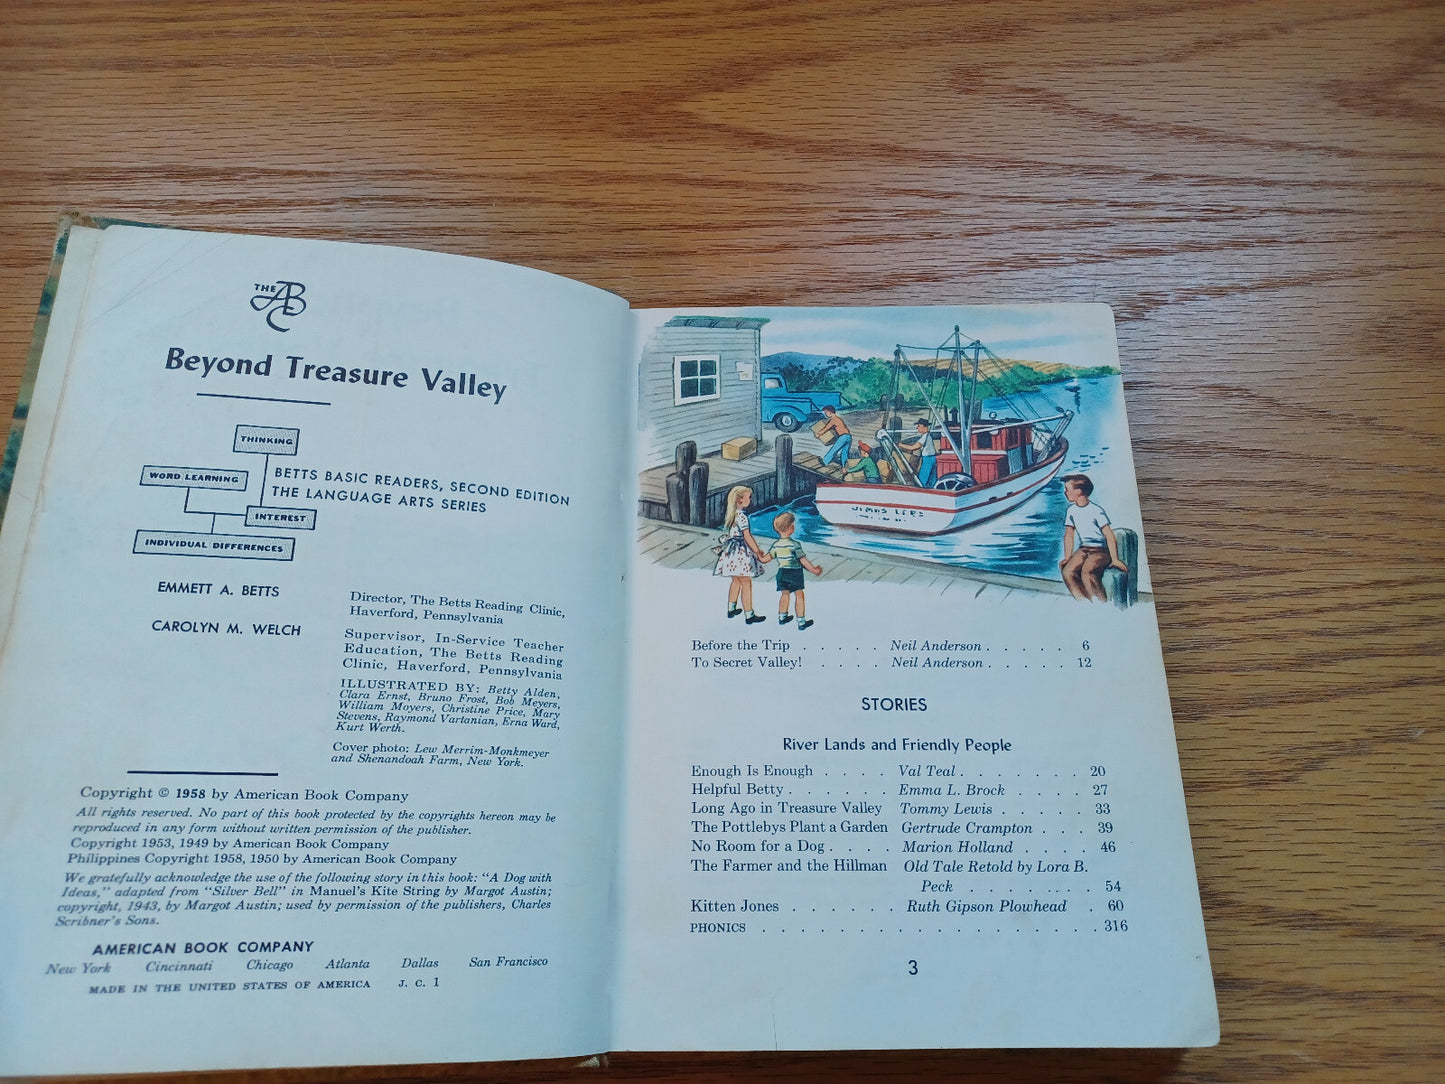 THE ABC
Beyond Treasure Valley
THINKING
WORD LEARNING
INTEREST
INDIVIDUAL DIFFERENCES
BETTS BASIC READERS, SECOND EDITION
THE LANGUAGE ARTS SERIES
EMMETT A. BETTS
Director, The Betts Reading Clinic,
Haverford, Pennsylvania
CAROLYN M. WELCH
Supervisor, In-Service Teacher
Education, The Betts Reading
Clinic, Haverford, Pennsylvania
ILLUSTRATED BY: Betty Alden,
Clara Ernst, Bruno Frost, Bob Meyers,
William Moyers, Christine Price, Mary
Stevens, Raymond Vartanian, Erna Ward,
Kurt Werth.
Cover photo: Lew Merrim-Monkmeyer
and Shenandoah Farm, New York.
Copyright © 1958 by American Book Company
All rights reserved. No part of this book protected by the copyrights hereon may be
reproduced in any form without written permission of the publisher.
Copyright 1953, 1949 by American Book Company
Philippines Copyright 1958, 1950 by American Book Company
We gratefully acknowledge the use of the following story in this book: "A Dog with
Ideas," adapted from "Silver Bell" in Manuel's Kite String by Margot Austin;
copyright, 1943, by Margot Austin; used by permission of the publishers, Charles
Scribner's Sons.
AMERICAN BOOK COMPANY
New York Cincinnati Chicago Atlanta Dallas San Francisco
MADE IN THE UNITED STATES OF AMERICA J. C. 1
JAMES LEES
Before the Trip . . . . . Neil Anderson . . . . . 6
To Secret Valley! . . . . Neil Anderson . . . . . 12
STORIES
River Lands and Friendly People
Enough Is Enough . . . . Val Teal . . . . . . . 20
Helpful Betty . . . . . . Emma L. Brock . . . . 27
Long Ago in Treasure Valley Tommy Lewis . . . . . 33
The Pottlebys Plant a Garden Gertrude Crampton . . . 39
No Room for a Dog . . . . Marion Holland . . . . 46
The Farmer and the Hillman Old Tale Retold by Lora B.
Peck . . . . . . . . 54
Kitten Jones . . . . . . Ruth Gipson Plowhead . 60
PHONICS . . . . . . . . . . . . . . . . . . 316
3